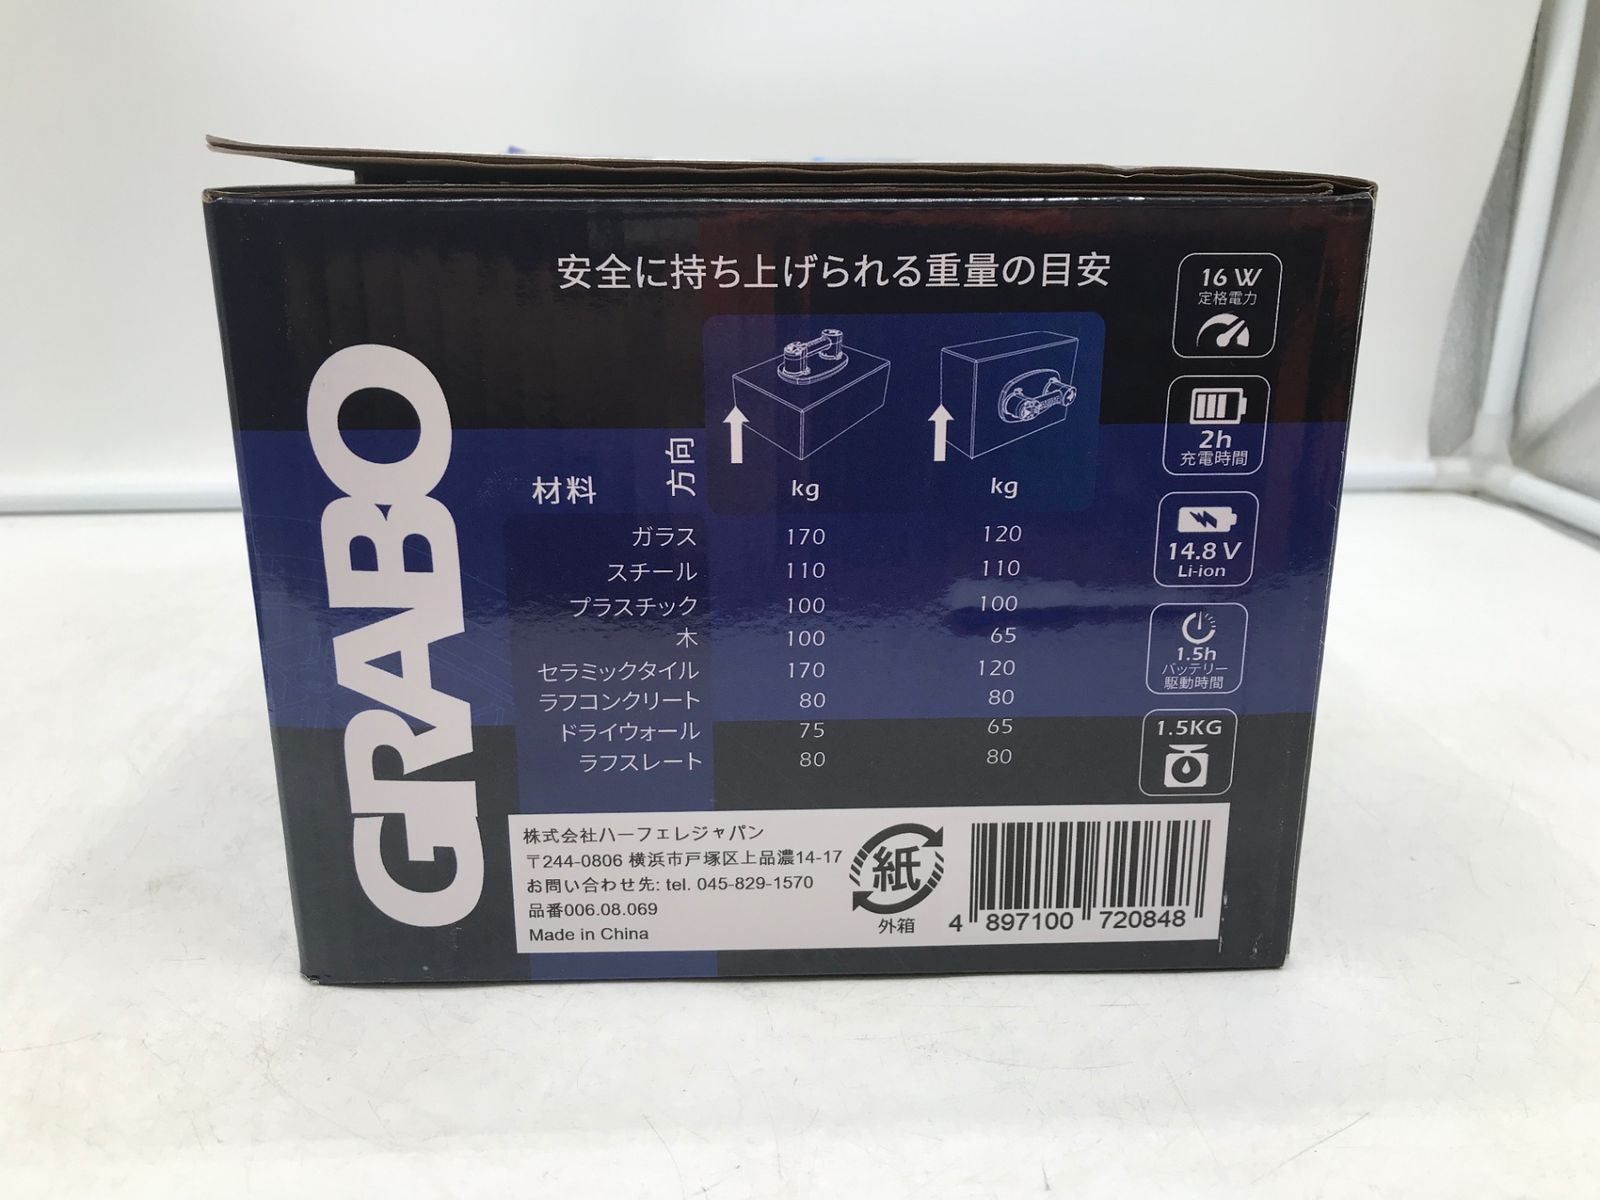 GRABO
安全に持ち上げられる重量の目安
材料 方向 kg kg
ガラス 170 120
スチール 110 110
プラスチック 100 100
木 100 65
セラミックタイル 170 120
ラフコンクリート 80 80
ドライウォール 75 65
ラフスレート 80 80
16 W
定格電力
2h
充電時間
14.8 V
Li-ion
1.5h
バッテリー
駆動時間
1.5KG
株式会社ハーフェレジャパン
〒244-0806 横浜市戸塚区上品濃14-17
お問い合わせ先: tel. 045-829-1570
品番006.08.069
Made in China
紙
外箱
4 897100 720848